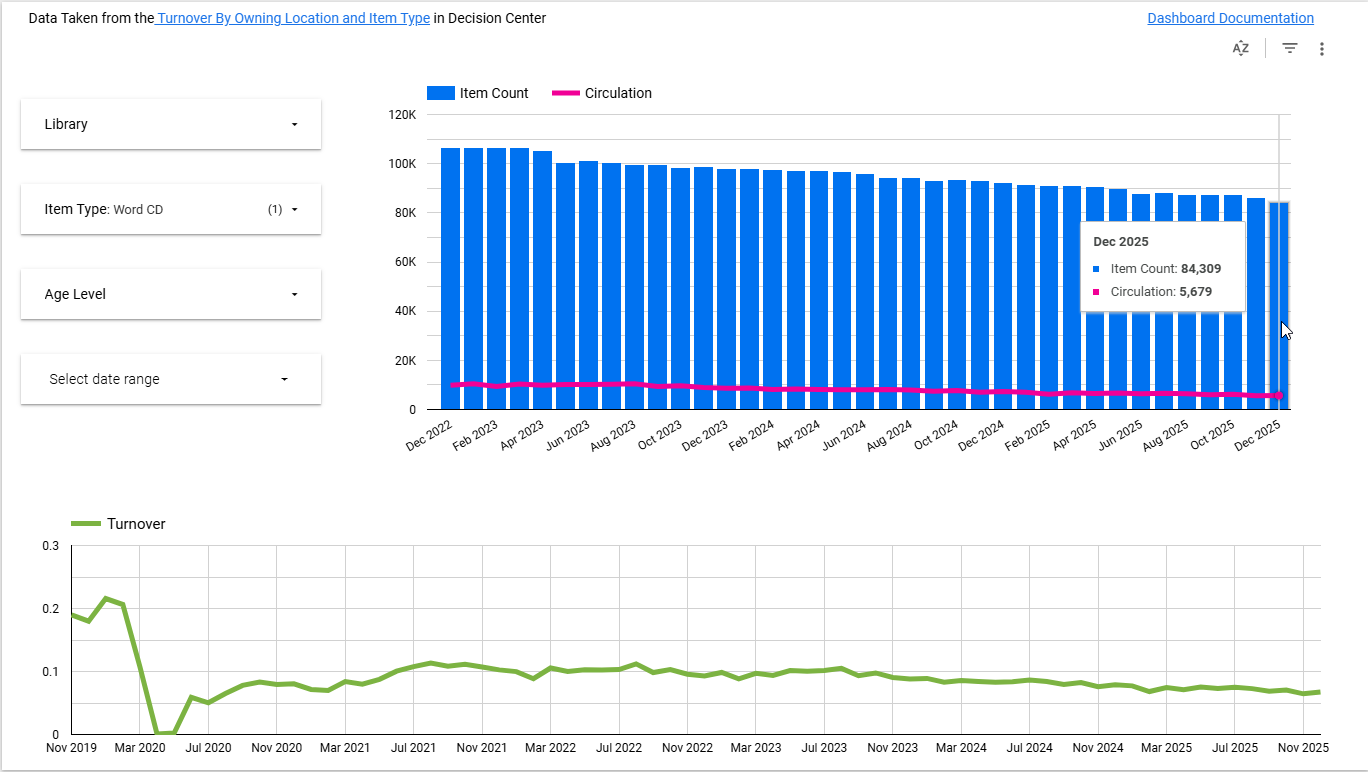 Data Taken from the Turnover By Owning Location and Item Type in Decision Center
Dashboard Documentation
AZ
Library
Item Type: Word CD (1)
Age Level
Select date range
Item Count Circulation
120K
100K
80K
60K
40K
20K
0
Dec 2025
Item Count: 84,309
Circulation: 5,679
Dec 2022 Feb 2023 Apr 2023 Jun 2023 Aug 2023 Oct 2023 Dec 2023 Feb 2024 Apr 2024 Jun 2024 Aug 2024 Oct 2024 Dec 2024 Feb 2025 Apr 2025 Jun 2025 Aug 2025 Oct 2025 Dec 2025
Turnover
0.3
0.2
0.1
0
Nov 2019 Mar 2020 Jul 2020 Nov 2020 Mar 2021 Jul 2021 Nov 2021 Mar 2022 Jul 2022 Nov 2022 Mar 2023 Jul 2023 Nov 2023 Mar 2024 Jul 2024 Nov 2024 Mar 2025 Jul 2025 Nov 2025